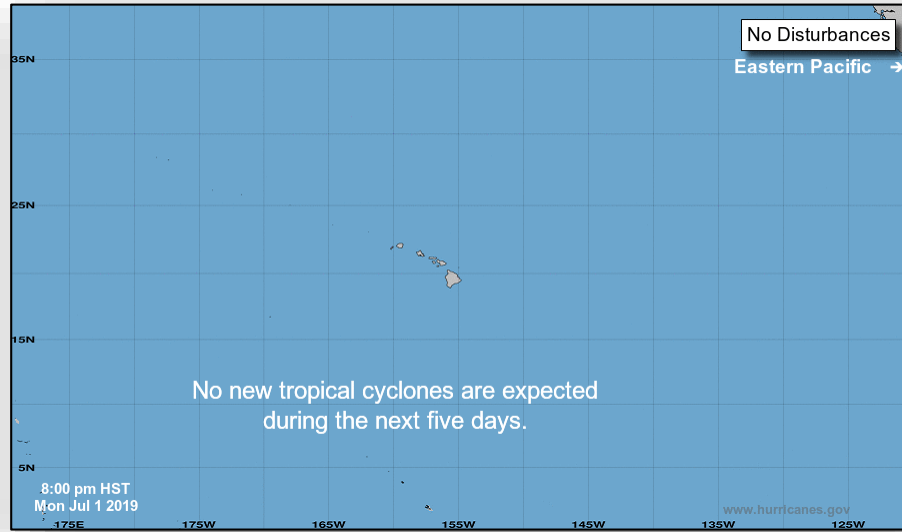 No Disturbances
Eastern Pacific →
35N
25N
15N
No new tropical cyclones are expected
during the next five days.
5N
8:00 pm HST
Mon Jul 1 2019
www.hurricanes.gov
175E
175W
165W
155W
145W
135W
125W